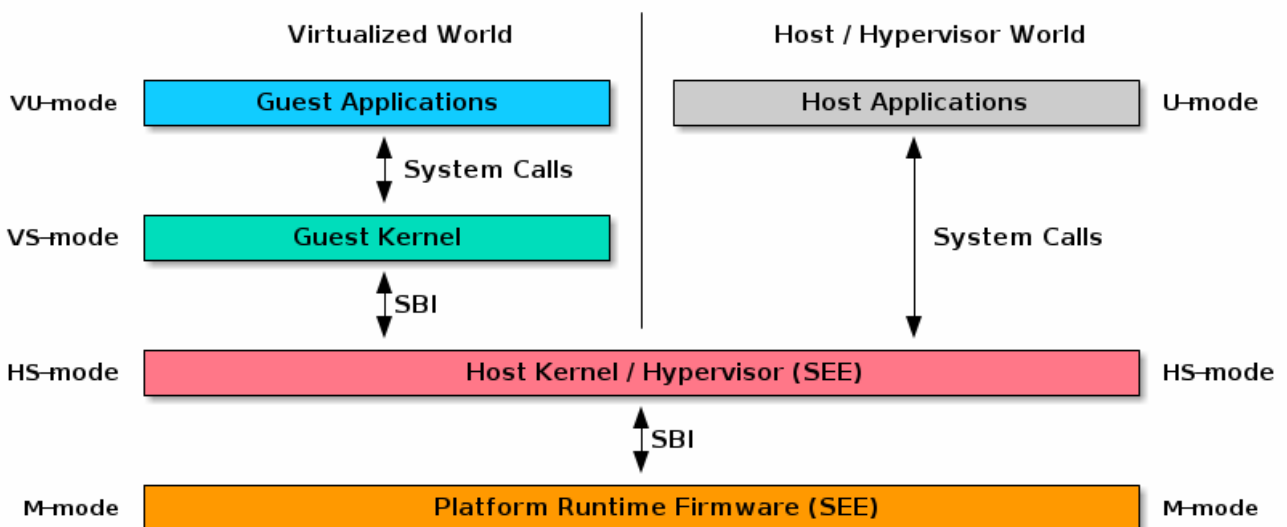 Virtualized World
Host / Hypervisor World
VU-mode
Guest Applications
Host Applications
U-mode
System Calls
VS-mode
Guest Kernel
System Calls
SBI
HS-mode
Host Kernel / Hypervisor (SEE)
HS-mode
SBI
M-mode
Platform Runtime Firmware (SEE)
M-mode